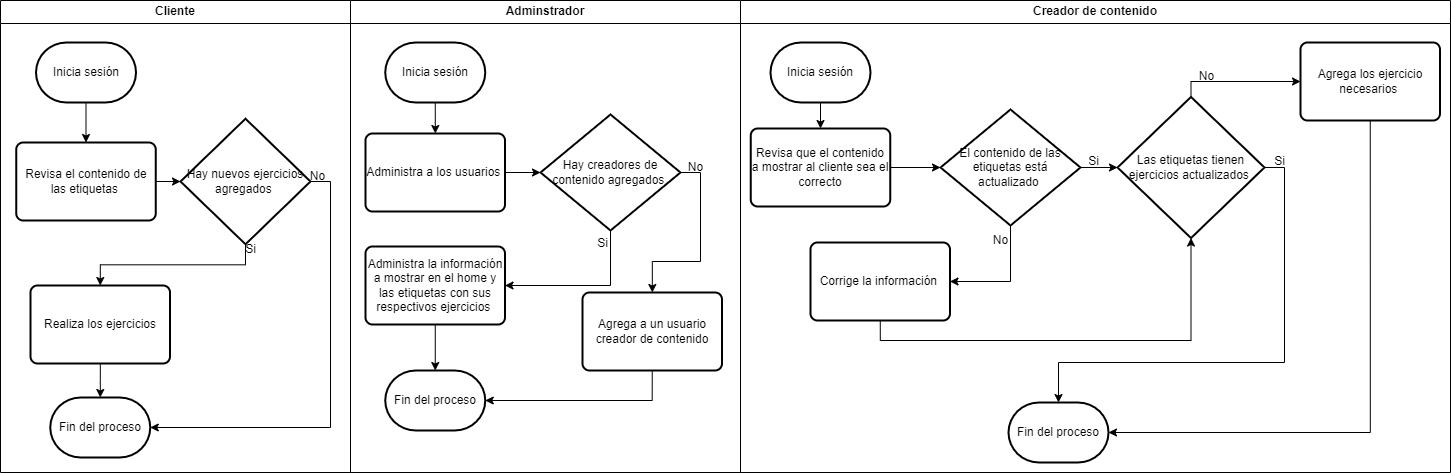 Cliente
Adminstrador
Creador de contenido
Inicia sesión
Revisa el contenido de
las etiquetas
Hay nuevos ejercicios
agregados
No
Si
Realiza los ejercicios
Fin del proceso
Inicia sesión
Administra a los usuarios
Hay creadores de
contenido agregados
No
Si
Administra la información
a mostrar en el home y
las etiquetas con sus
respectivos ejercicios
Agrega a un usuario
creador de contenido
Fin del proceso
Inicia sesión
Revisa que el contenido
a mostrar al cliente sea el
correcto
El contenido de las
etiquetas está
actualizado
Si
No
Corrige la información
Las etiquetas tienen
ejercicios actualizados
No
Si
Agrega los ejercicio
necesarios
Fin del proceso